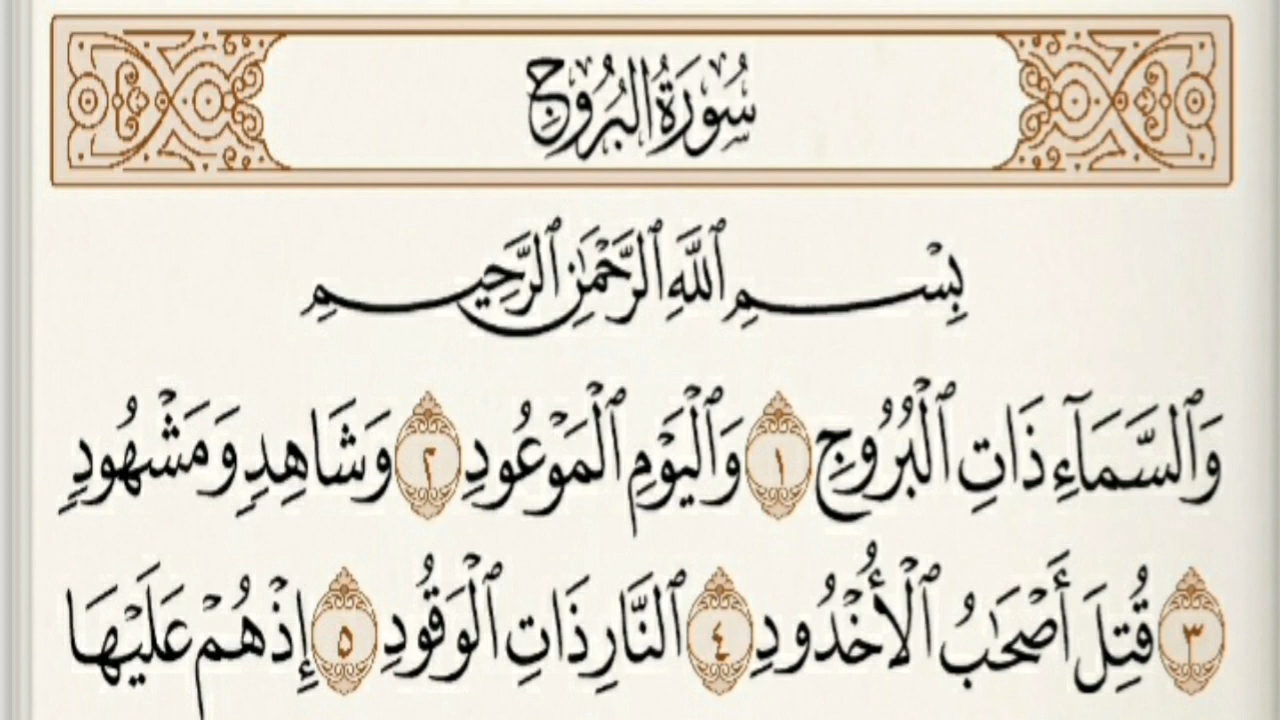 سُورَةُ البُرُوجِ
بِسْمِ ٱللَّهِ ٱلرَّحْمَٰنِ ٱلرَّحِيمِ
وَٱلسَّمَآءِ ذَاتِ ٱلْبُرُوجِ ١ وَٱلْيَوْمِ ٱلْمَوْعُودِ ٢ وَشَاهِدٍ وَمَشْهُودٍ
٣ قُتِلَ أَصْحَٰبُ ٱلْأُخْدُودِ ٤ ٱلنَّارِ ذَاتِ ٱلْوَقُودِ ٥ إِذْ هُمْ عَلَيْهَا